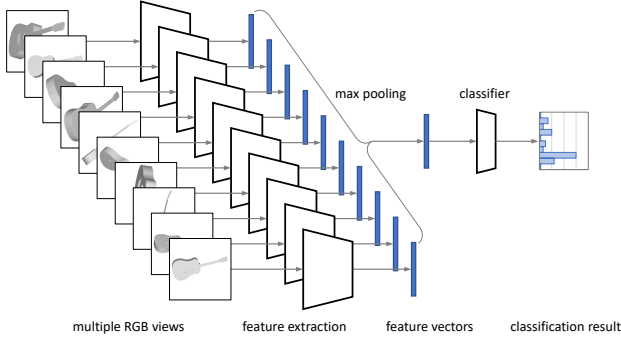 max pooling
classifier
multiple RGB views
feature extraction
feature vectors
classification result